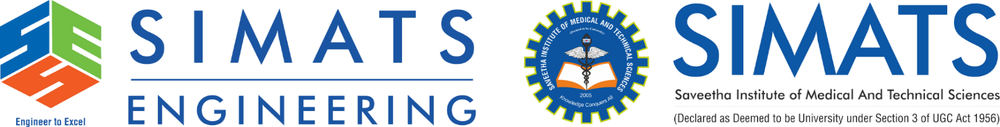 SES
Engineer to Excel
SIMATS
ENGINEERING
SAVEETHA INSTITUTE OF MEDICAL AND TECHNICAL SCIENCES
(Deemed to be University)
2005
Knowledge Conquers All
SIMATS
Saveetha Institute of Medical And Technical Sciences
(Declared as Deemed to be University under Section 3 of UGC Act 1956)